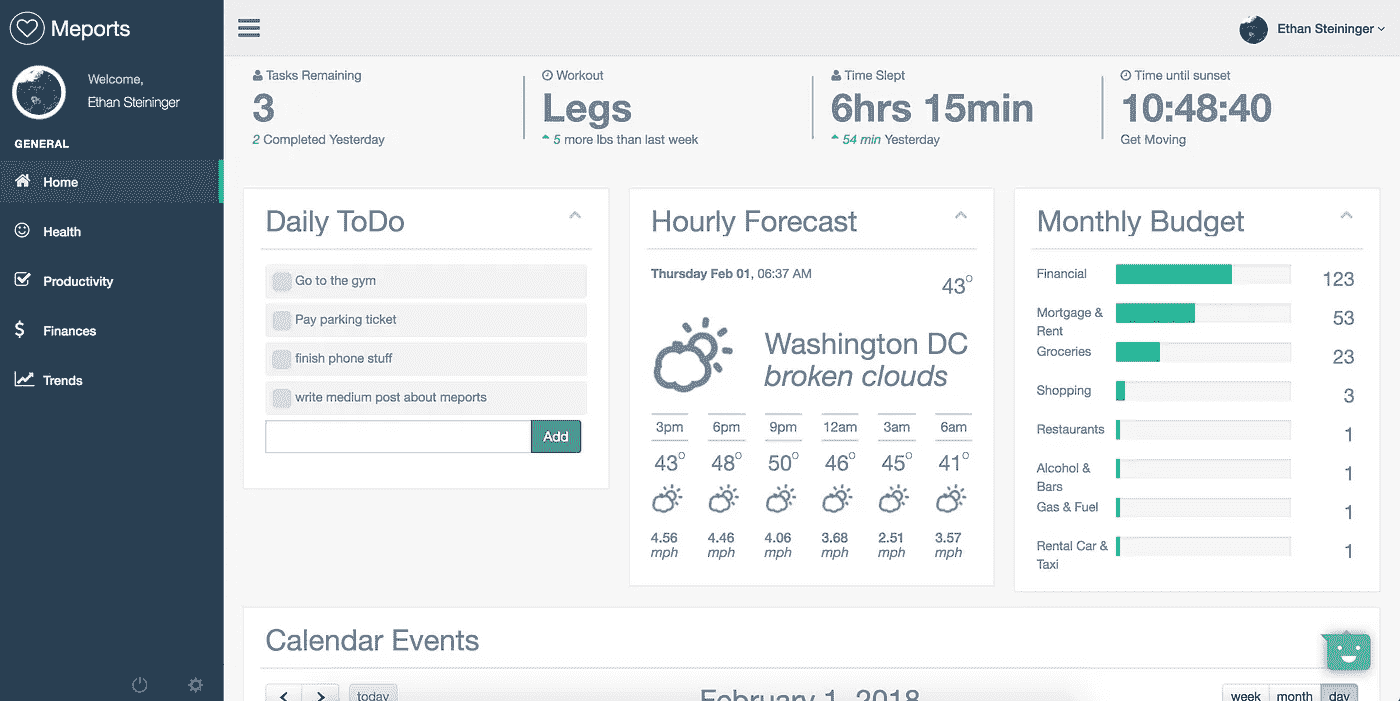 Meports
Welcome,
Ethan Steininger
GENERAL
Home
Health
Productivity
Finances
Trends
Ethan Steininger
Tasks Remaining
3
2 Completed Yesterday
Workout
Legs
5 more lbs than last week
Time Slept
6hrs 15min
54 min Yesterday
Time until sunset
10:48:40
Get Moving
Daily ToDo
Go to the gym
Pay parking ticket
finish phone stuff
write medium post about meports
Add
Hourly Forecast
Thursday Feb 01, 06:37 AM
43°
Washington DC
broken clouds
3pm 6pm 9pm 12am 3am 6am
43° 48° 50° 46° 45° 41°
4.56 4.46 4.06 3.68 2.51 3.57
mph mph mph mph mph mph
Monthly Budget
Financial 123
Mortgage & 53
Rent
Groceries 23
Shopping 3
Restaurants 1
Alcohol & 1
Bars
Gas & Fuel 1
Rental Car & 1
Taxi
Calendar Events
today
February 1, 2018
week month day